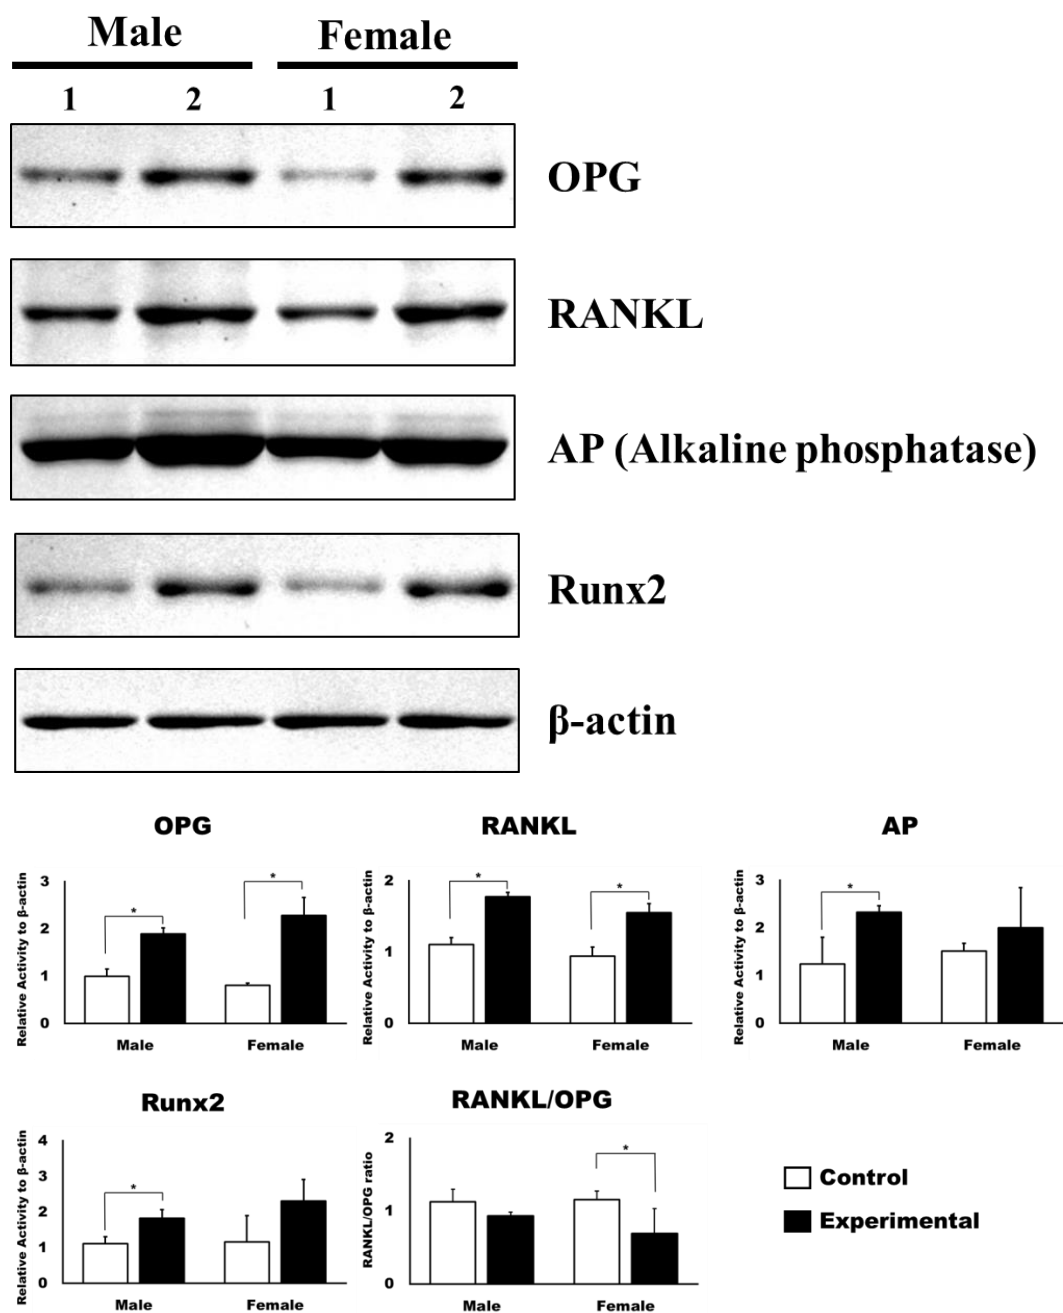 Male Female
1 2 1 2
OPG
RANKL
AP (Alkaline phosphatase)
Runx2
β-actin
OPG
Relative Activity to β-actin
3
2
1
0
*
*
Male Female
RANKL
Relative Activity to β-actin
2
1
0
*
*
Male Female
AP
Relative Activity to β-actin
3
2
1
0
*
Male Female
Runx2
Relative Activity to β-actin
4
3
2
1
0
*
Male Female
RANKL/OPG
RANKL/OPG ratio
2
1
0
*
Male Female
Control
Experimental